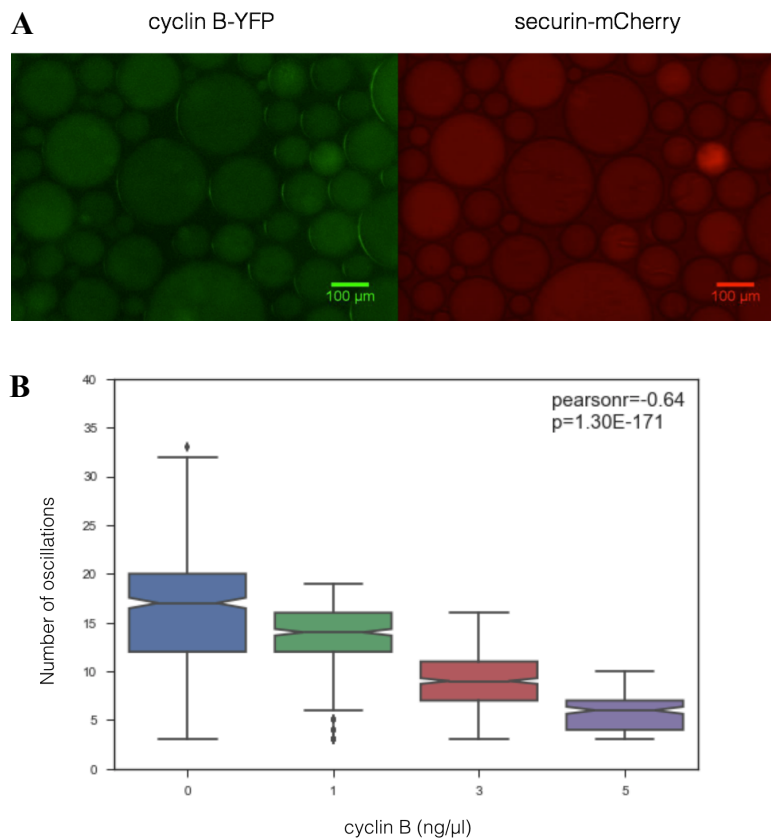 A
cyclin B-YFP
securin-mCherry
100 µm
100 µm
B
40
35
30
25
20
15
10
5
0
pearsonr=-0.64
p=1.30E-171
Number of oscillations
0
1
3
5
cyclin B (ng/µl)